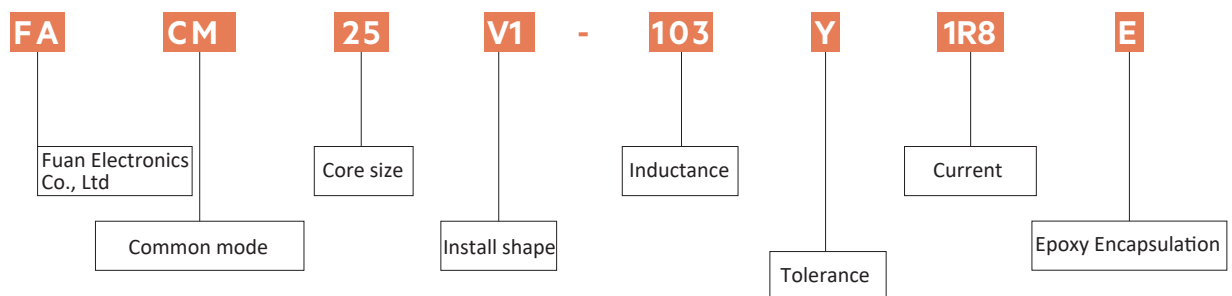 FA CM 25 V1 - 103 Y 1R8 E
Fuan Electronics
Co., Ltd
Core size
Inductance
Current
Common mode
Install shape
Epoxy Encapsulation
Tolerance